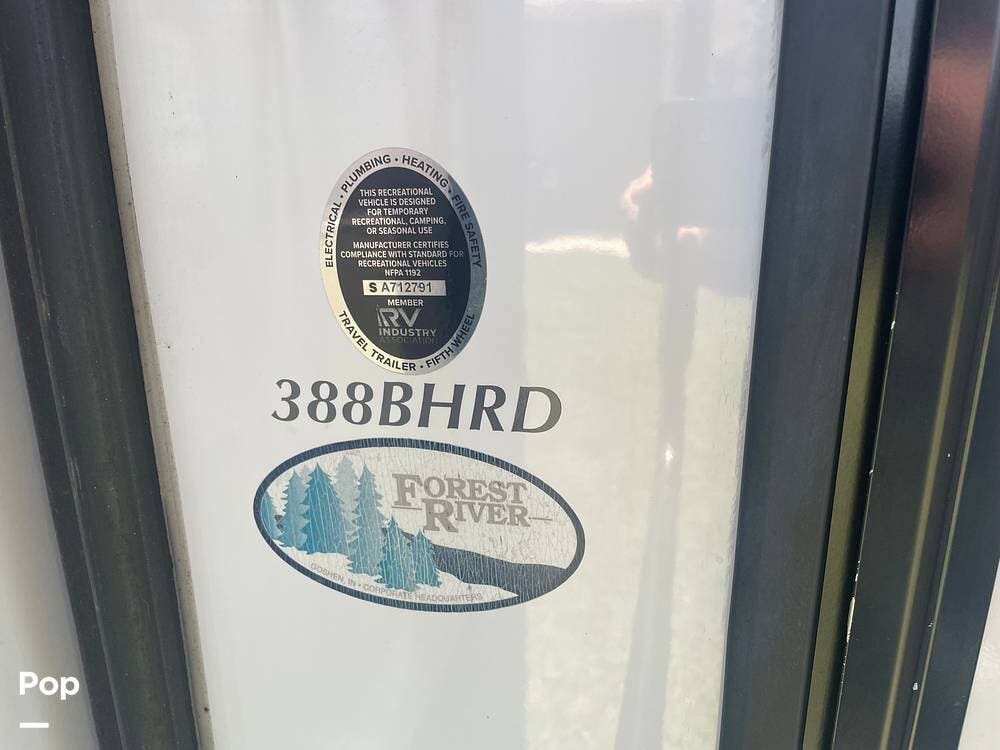 ELECTRICAL • PLUMBING • HEATING • FIRE SAFETY
THIS RECREATIONAL
VEHICLE IS DESIGNED
FOR TEMPORARY
RECREATIONAL, CAMPING,
OR SEASONAL USE
MANUFACTURER CERTIFIES
COMPLIANCE WITH STANDARD FOR
RECREATIONAL VEHICLES
NFPA 1192
S A712791
MEMBER
RV
INDUSTRY
ASSOCIATION
TRAVEL TRAILER • FIFTH WHEEL
388BHRD
FOREST
RIVER
GOSHEN, IN • CORPORATE HEADQUARTERS
Pop